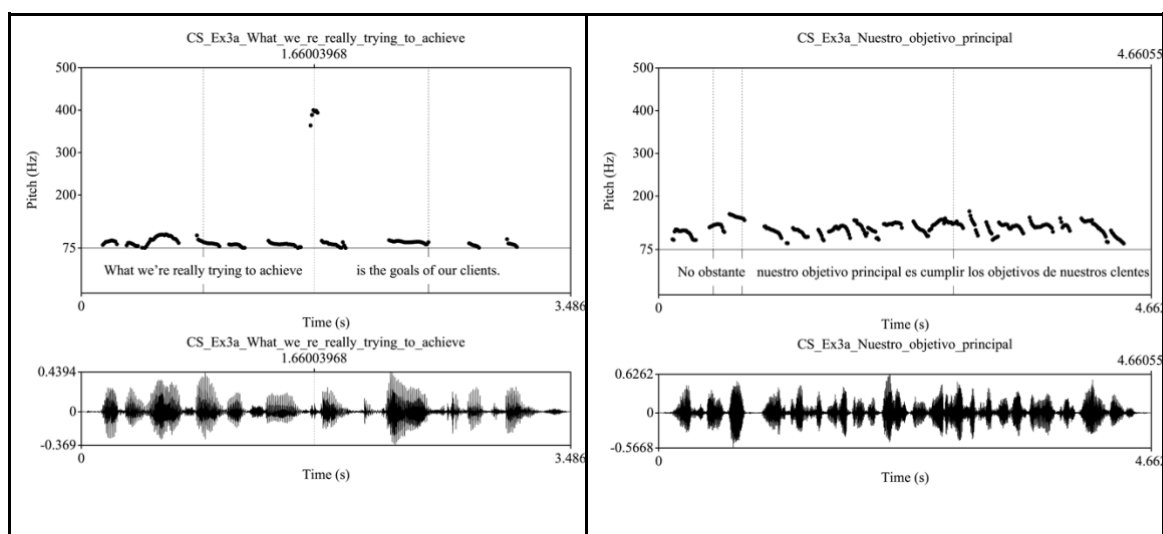 CS_Ex3a_What_we_re_really_trying_to_achieve
1.66003968
500
400
300
200
75
Pitch (Hz)
What we're really trying to achieve
is the goals of our clients.
0
3.486
Time (s)
CS_Ex3a_What_we_re_really_trying_to_achieve
1.66003968
0.4394
0
-0.369
0
3.486
Time (s)
CS_Ex3a_Nuestro_objetivo_principal
4.66055
500
400
300
200
75
Pitch (Hz)
No obstante
nuestro objetivo principal es cumplir los objetivos de nuestros clentes
0
4.662
Time (s)
CS_Ex3a_Nuestro_objetivo_principal
4.66055
0.6262
0
-0.5668
0
4.662
Time (s)